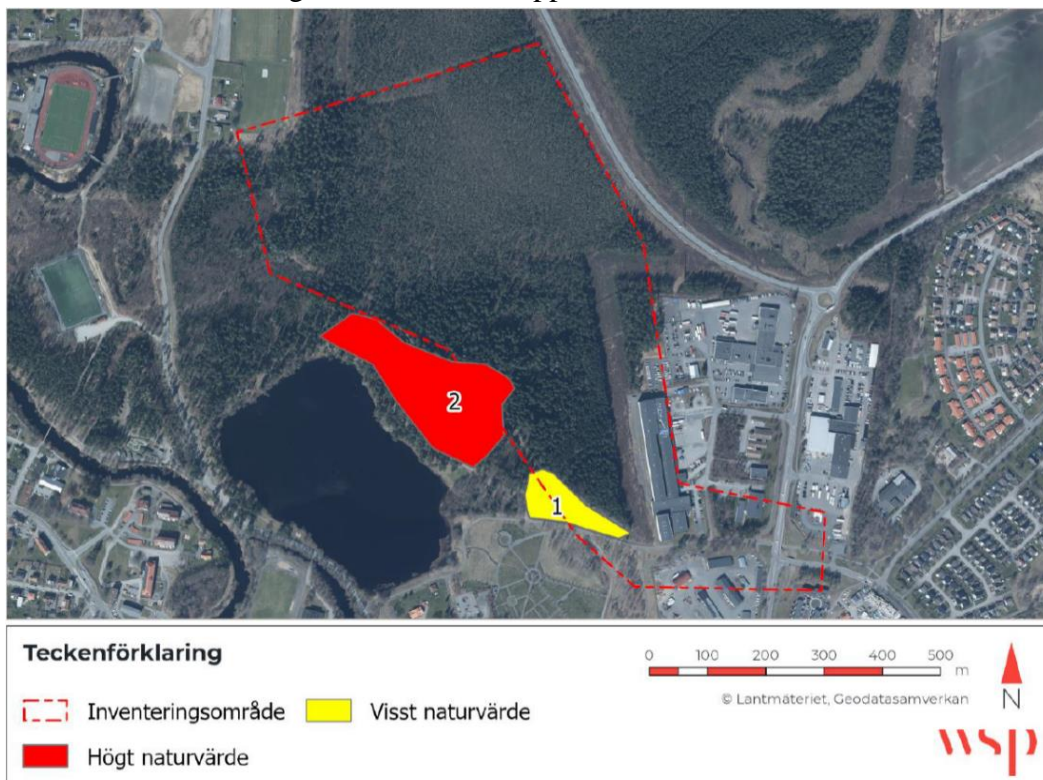 2
1
Teckenförklaring
Inventeringsområde
Visst naturvärde
Högt naturvärde
0 100 200 300 400 500
m
© Lantmäteriet, Geodatasamverkan
N
wsp